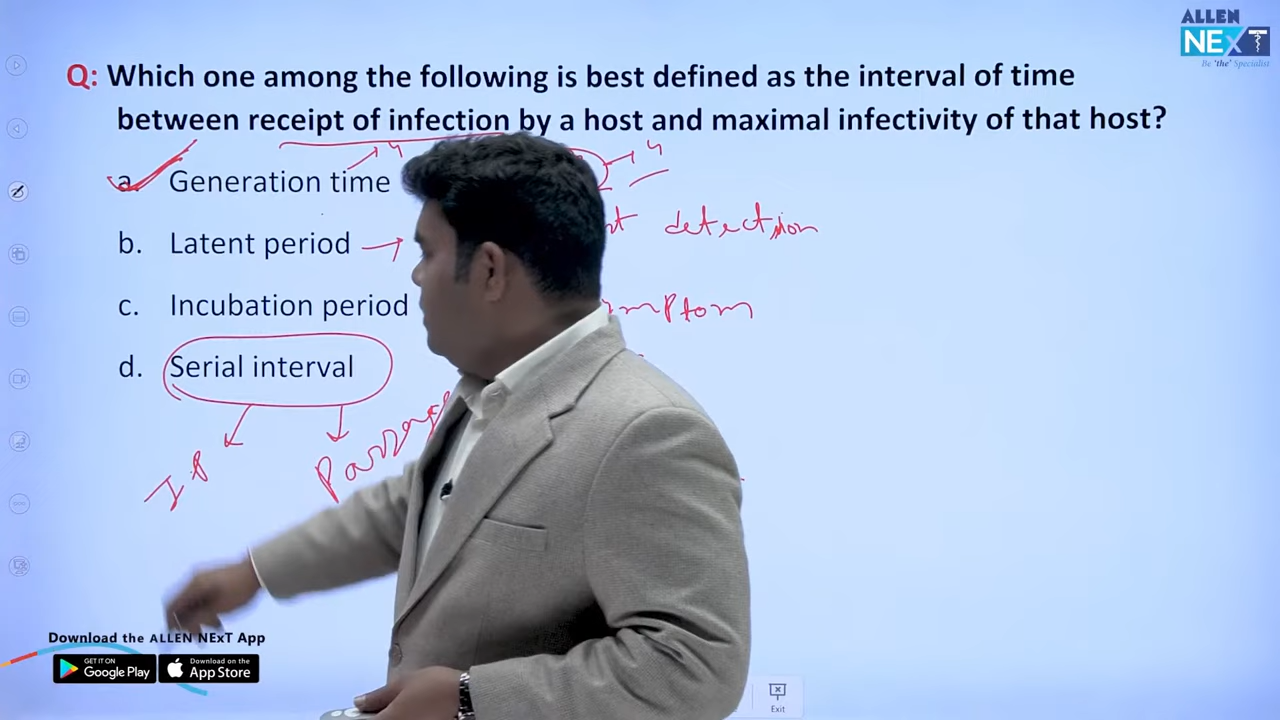 ALLEN
NExT
Be 'the' Specialist
Q: Which one among the following is best defined as the interval of time
between receipt of infection by a host and maximal infectivity of that host?
a. Generation time
b. Latent period
detection
c. Incubation period
d. Serial interval
IP
Download the ALLEN NExT App
GET IT ON
Google Play
Download on the
App Store
Exit